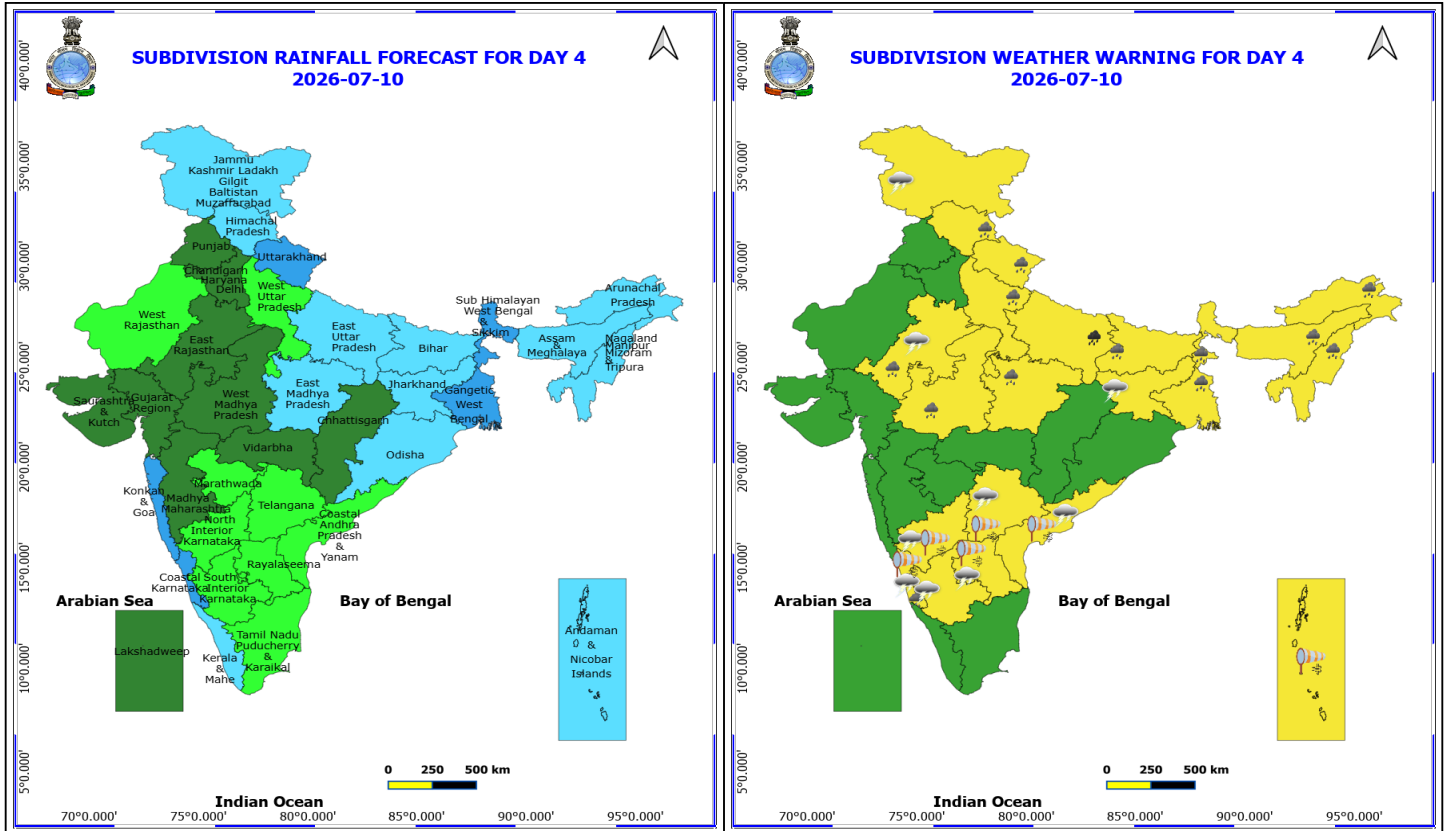 SUBDIVISION RAINFALL FORECAST FOR DAY 4
2026-07-10
40°0.000'
35°0.000'
30°0.000'
25°0.000'
20°0.000'
15°0.000'
10°0.000'
5°0.000'
Jammu
Kashmir Ladakh
Gilgit
Baltistan
Muzaffarabad
Himachal
Pradesh
Punjab
Uttarakhand
Chandigarh
Haryana
Delhi
West
Uttar
Pradesh
West
Rajasthan
East
Rajasthan
East
Uttar
Pradesh
Bihar
Sub Himalayan
West Bengal
&
Sikkim
Arunachal
Pradesh
Assam
&
Meghalaya
Nagaland
Manipur
Mizoram
&
Tripura
Saurashtra
&
Kutch
Gujarat
Region
West
Madhya
Pradesh
East
Madhya
Pradesh
Jharkhand
Gangetic
West
Bengal
Chhattisgarh
Odisha
Vidarbha
Konkan
&
Goa
Madhya
Maharashtra
Marathwada
Telangana
North
Interior
Karnataka
Coastal
Andhra
Pradesh
&
Yanam
Rayalaseema
Coastal
Karnataka
South
Interior
Karnataka
Arabian Sea
Bay of Bengal
Lakshadweep
Kerala
&
Mahe
Tamil Nadu
Puducherry
&
Karaikal
Andaman
&
Nicobar
Islands
0 250 500 km
Indian Ocean
70°0.000' 75°0.000' 80°0.000' 85°0.000' 90°0.000' 95°0.000'
SUBDIVISION WEATHER WARNING FOR DAY 4
2026-07-10
40°0.000'
35°0.000'
30°0.000'
25°0.000'
20°0.000'
15°0.000'
10°0.000'
5°0.000'
Arabian Sea
Bay of Bengal
0 250 500 km
Indian Ocean
70°0.000' 75°0.000' 80°0.000' 85°0.000' 90°0.000' 95°0.000'